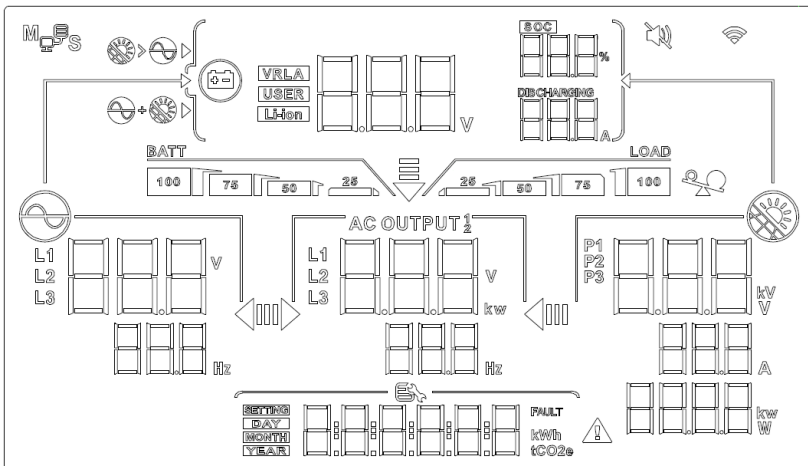 M S
SOC
%
VRLA
USER
Li-ion
V
DISCHARGING
A
BATT
LOAD
100 75 50 25
25 50 75 100
AC OUTPUT 1 2
L1
L2
L3
V
Hz
L1
L2
L3
V
kw
Hz
P1
P2
P3
kV
V
A
kw
W
SETTING
DAY
MONTH
YEAR
FAULT
kWh
tCO2e